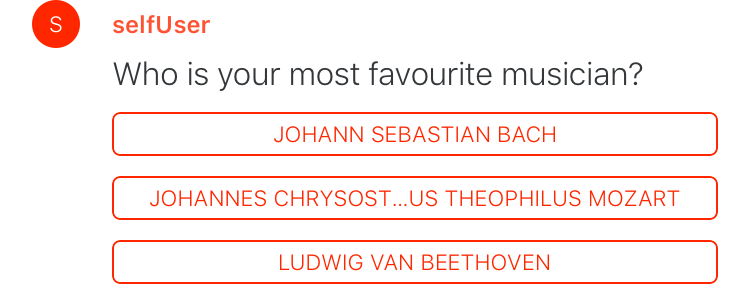 S
selfUser
Who is your most favourite musician?
JOHANN SEBASTIAN BACH
JOHANNES CHRYSOST...US THEOPHILUS MOZART
LUDWIG VAN BEETHOVEN